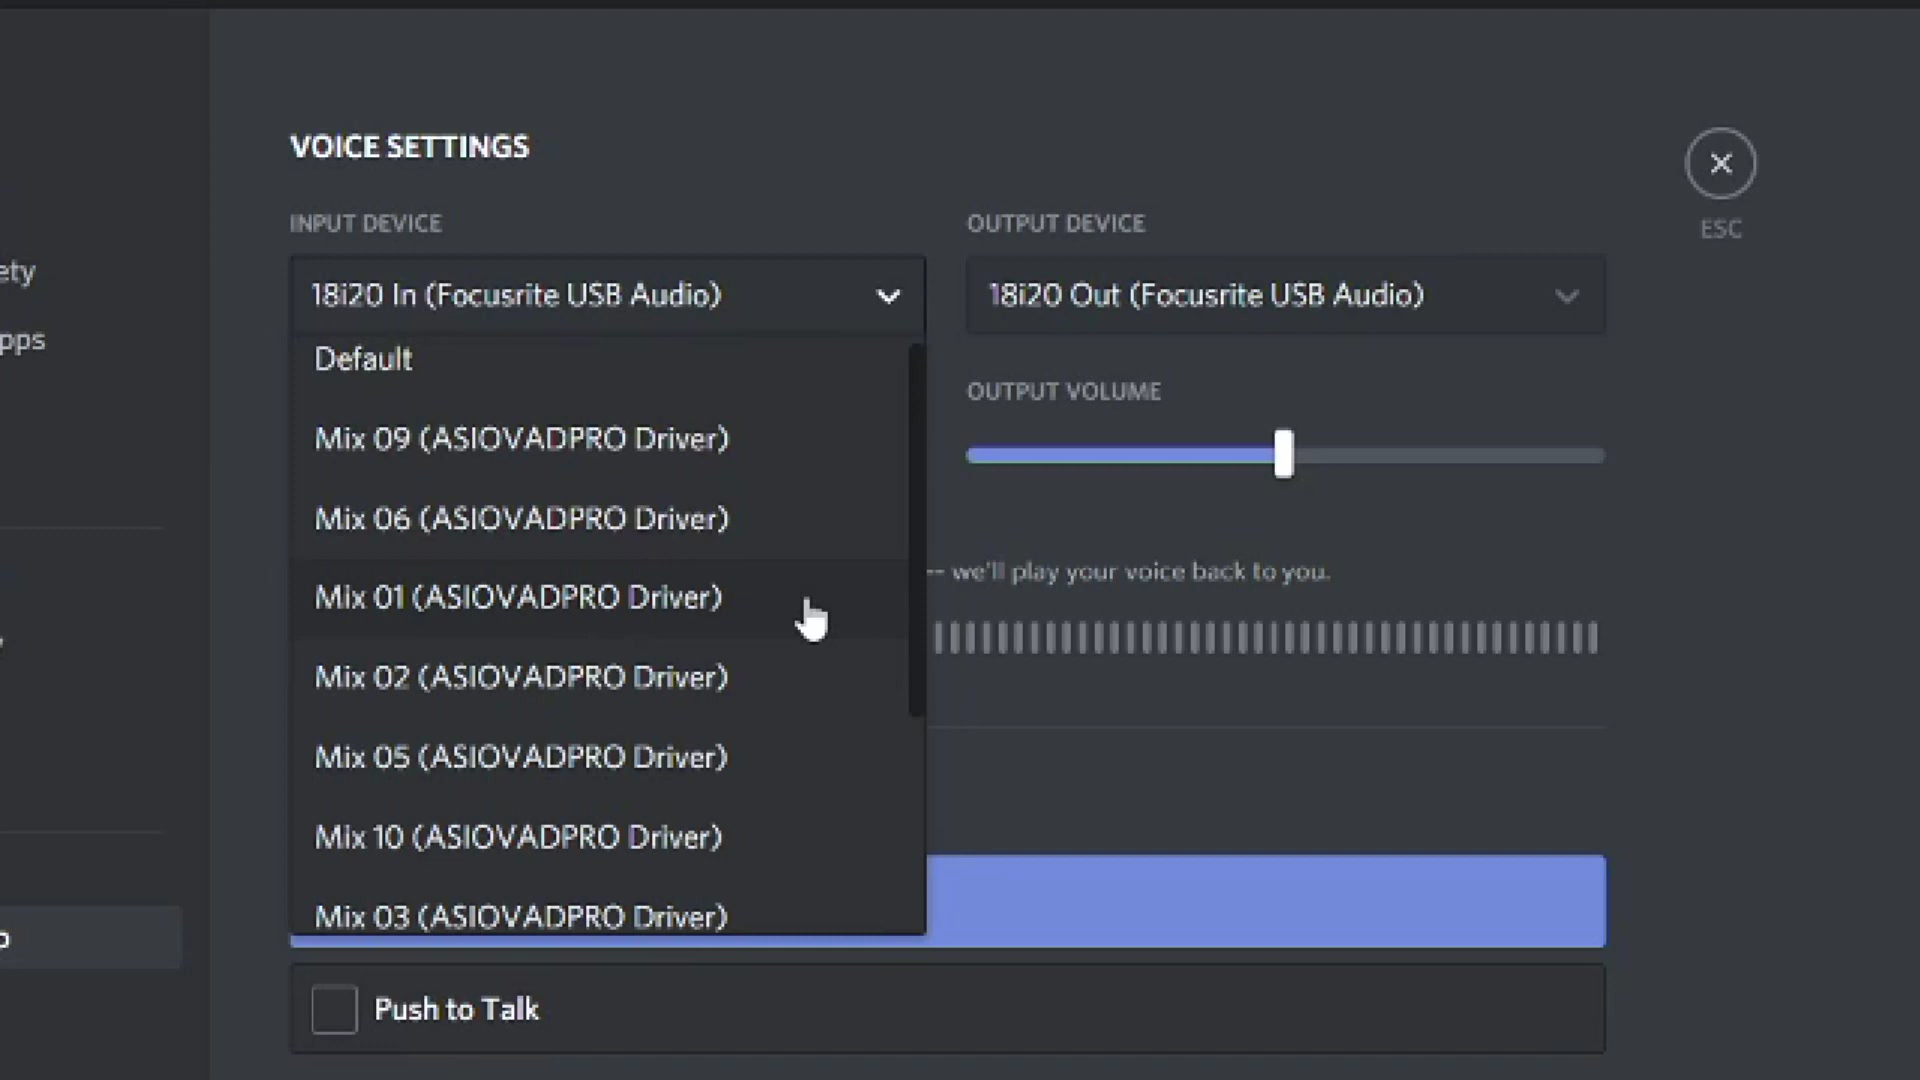 VOICE SETTINGS
INPUT DEVICE
OUTPUT DEVICE
ESC
ety
18i20 In (Focusrite USB Audio)
18i20 Out (Focusrite USB Audio)
pps
Default
OUTPUT VOLUME
Mix 09 (ASIOVADPRO Driver)
Mix 06 (ASIOVADPRO Driver)
-- we'll play your voice back to you.
Mix 01 (ASIOVADPRO Driver)
Mix 02 (ASIOVADPRO Driver)
Mix 05 (ASIOVADPRO Driver)
Mix 10 (ASIOVADPRO Driver)
Mix 03 (ASIOVADPRO Driver)
Push to Talk